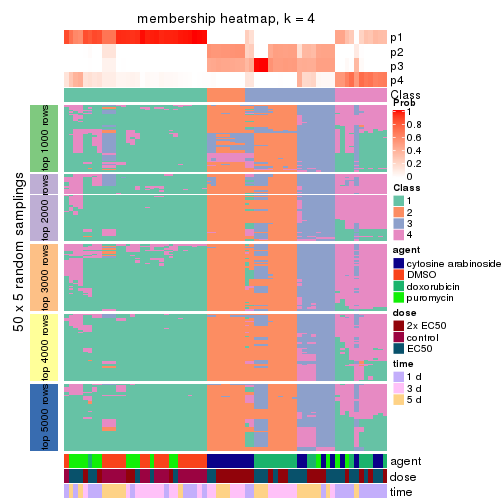 membership heatmap, k = 4
p1
p2
p3
p4
Class
50 x 5 random samplings
top 1000 rows
top 2000 rows
top 3000 rows
top 4000 rows
top 5000 rows
agent
dose
time
Prob
1
0.8
0.6
0.4
0.2
0
Class
1
2
3
4
agent
cytosine arabinoside
DMSO
doxorubicin
puromycin
dose
2x EC50
control
EC50
time
1 d
3 d
5 d